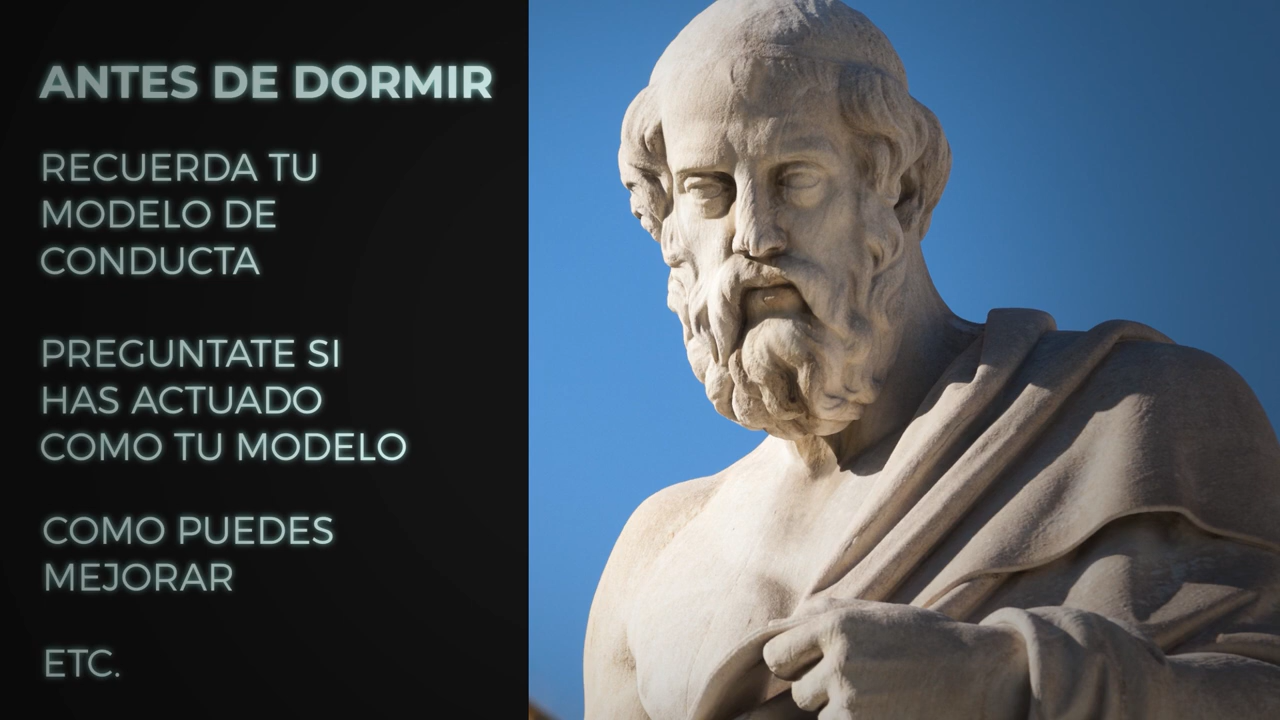 ANTES DE DORMIR
RECUERDA TU
MODELO DE
CONDUCTA
PREGUNTATE SI
HAS ACTUADO
COMO TU MODELO
COMO PUEDES
MEJORAR
ETC.